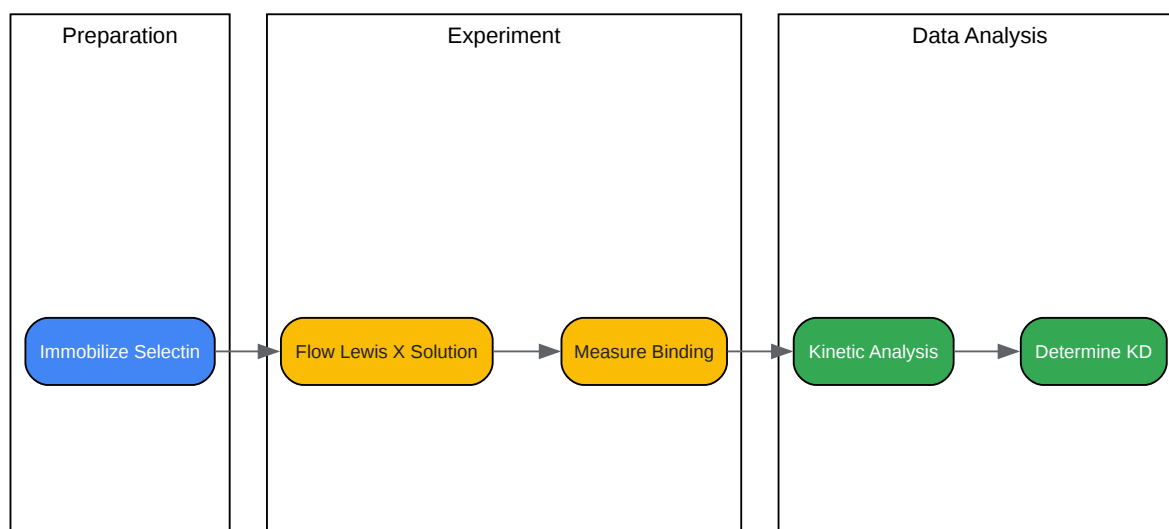 Preparation
Experiment
Data Analysis
Immobilize Selectin
Flow Lewis X Solution
Measure Binding
Kinetic Analysis
Determine KD